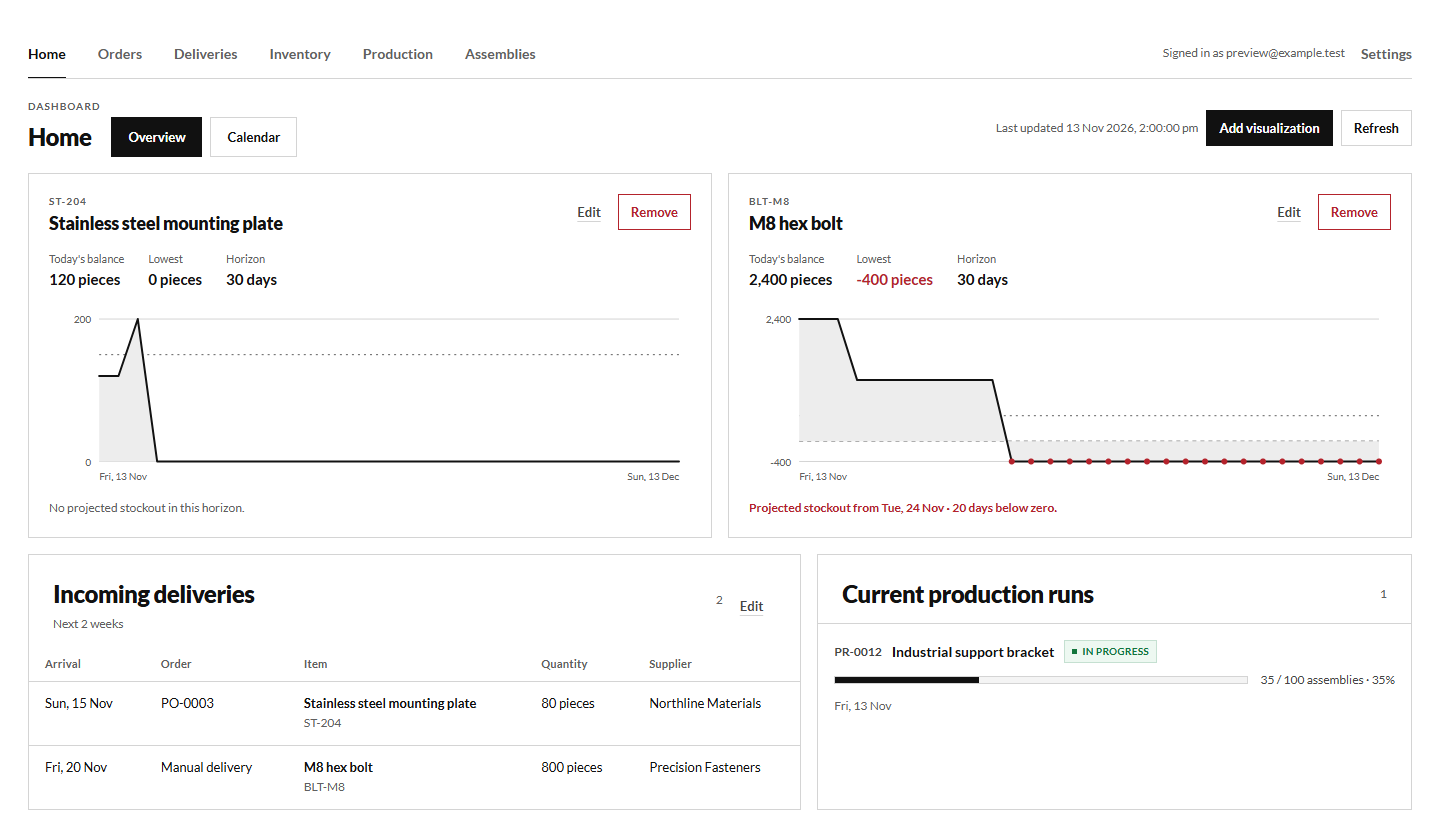 Home Orders Deliveries Inventory Production Assemblies Signed in as preview@example.test Settings
DASHBOARD
Home Overview Calendar Last updated 13 Nov 2026, 2:00:00 pm Add visualization Refresh
ST-204
Stainless steel mounting plate
Edit Remove
Today's balance Lowest Horizon
120 pieces 0 pieces 30 days
200
0
Fri, 13 Nov Sun, 13 Dec
No projected stockout in this horizon.
BLT-M8
M8 hex bolt
Edit Remove
Today's balance Lowest Horizon
2,400 pieces -400 pieces 30 days
2,400
-400
Fri, 13 Nov Sun, 13 Dec
Projected stockout from Tue, 24 Nov · 20 days below zero.
Incoming deliveries
2 Edit
Next 2 weeks
Arrival Order Item Quantity Supplier
Sun, 15 Nov PO-0003 Stainless steel mounting plate 80 pieces Northline Materials
ST-204
Fri, 20 Nov Manual delivery M8 hex bolt 800 pieces Precision Fasteners
BLT-M8
Current production runs 1
PR-0012 Industrial support bracket IN PROGRESS
35 / 100 assemblies · 35%
Fri, 13 Nov